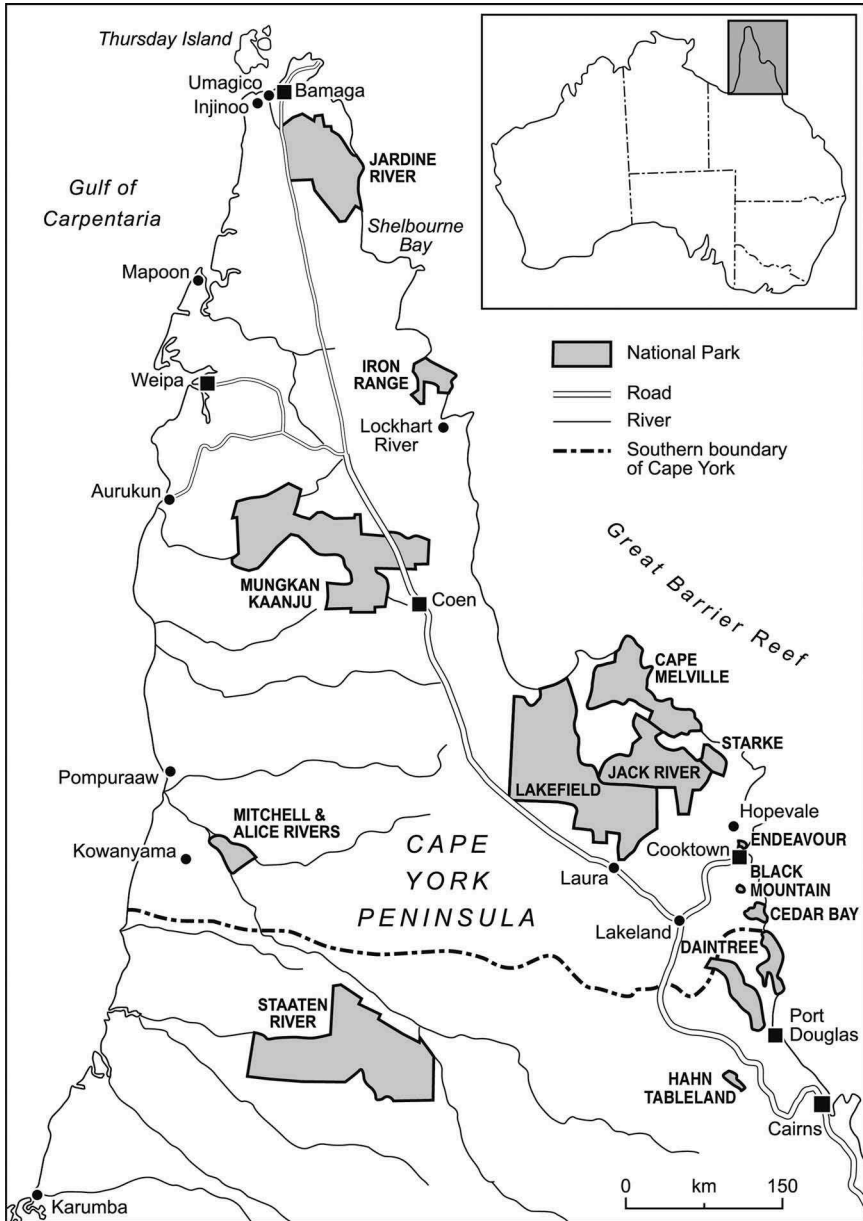 Thursday Island
Umagico
Bamaga
Injinoo
JARDINE
RIVER
Gulf of
Carpentaria
Shelbourne
Bay
Mapoon
National Park
IRON
RANGE
Weipa
Road
River
Lockhart
River
Southern boundary
of Cape York
Aurukun
Great Barrier Reef
MUNGKAN
KAANJU
Coen
CAPE
MELVILLE
STARKE
Pompuraaw
JACK RIVER
LAKEFIELD
MITCHELL &
ALICE RIVERS
Hopevale
Kowanyama
CAPE
YORK
PENINSULA
Cooktown
ENDEAVOUR
BLACK
MOUNTAIN
Laura
CEDAR BAY
Lakeland
DAINTREE
STAATEN
RIVER
Port
Douglas
HAHN
TABLELAND
Cairns
0 km 150
Karumba